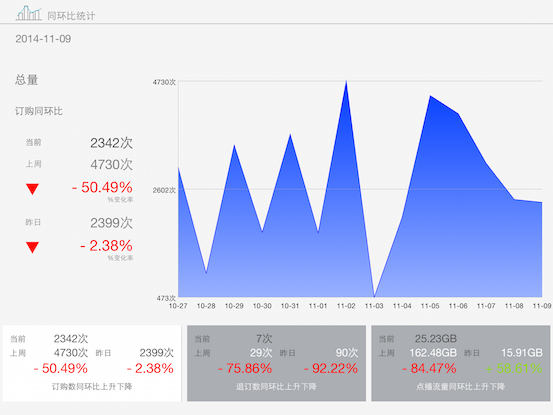 同环比统计
2014-11-09
总量
订购同环比
当前 2342次
上周 4730次
- 50.49%
%变化率
昨日 2399次
- 2.38%
%变化率
4730次
2602次
473次
10-27 10-28 10-29 10-30 10-31 11-01 11-02 11-03 11-04 11-05 11-06 11-07 11-08 11-09
当前 2342次
上周 4730次 昨日 2399次
- 50.49% - 2.38%
订购数同环比上升下降
当前 7次
上周 29次 昨日 90次
- 75.86% - 92.22%
退订数同环比上升下降
当前 25.23GB
上周 162.48GB 昨日 15.91GB
- 84.47%
点播流量同环比上升下降